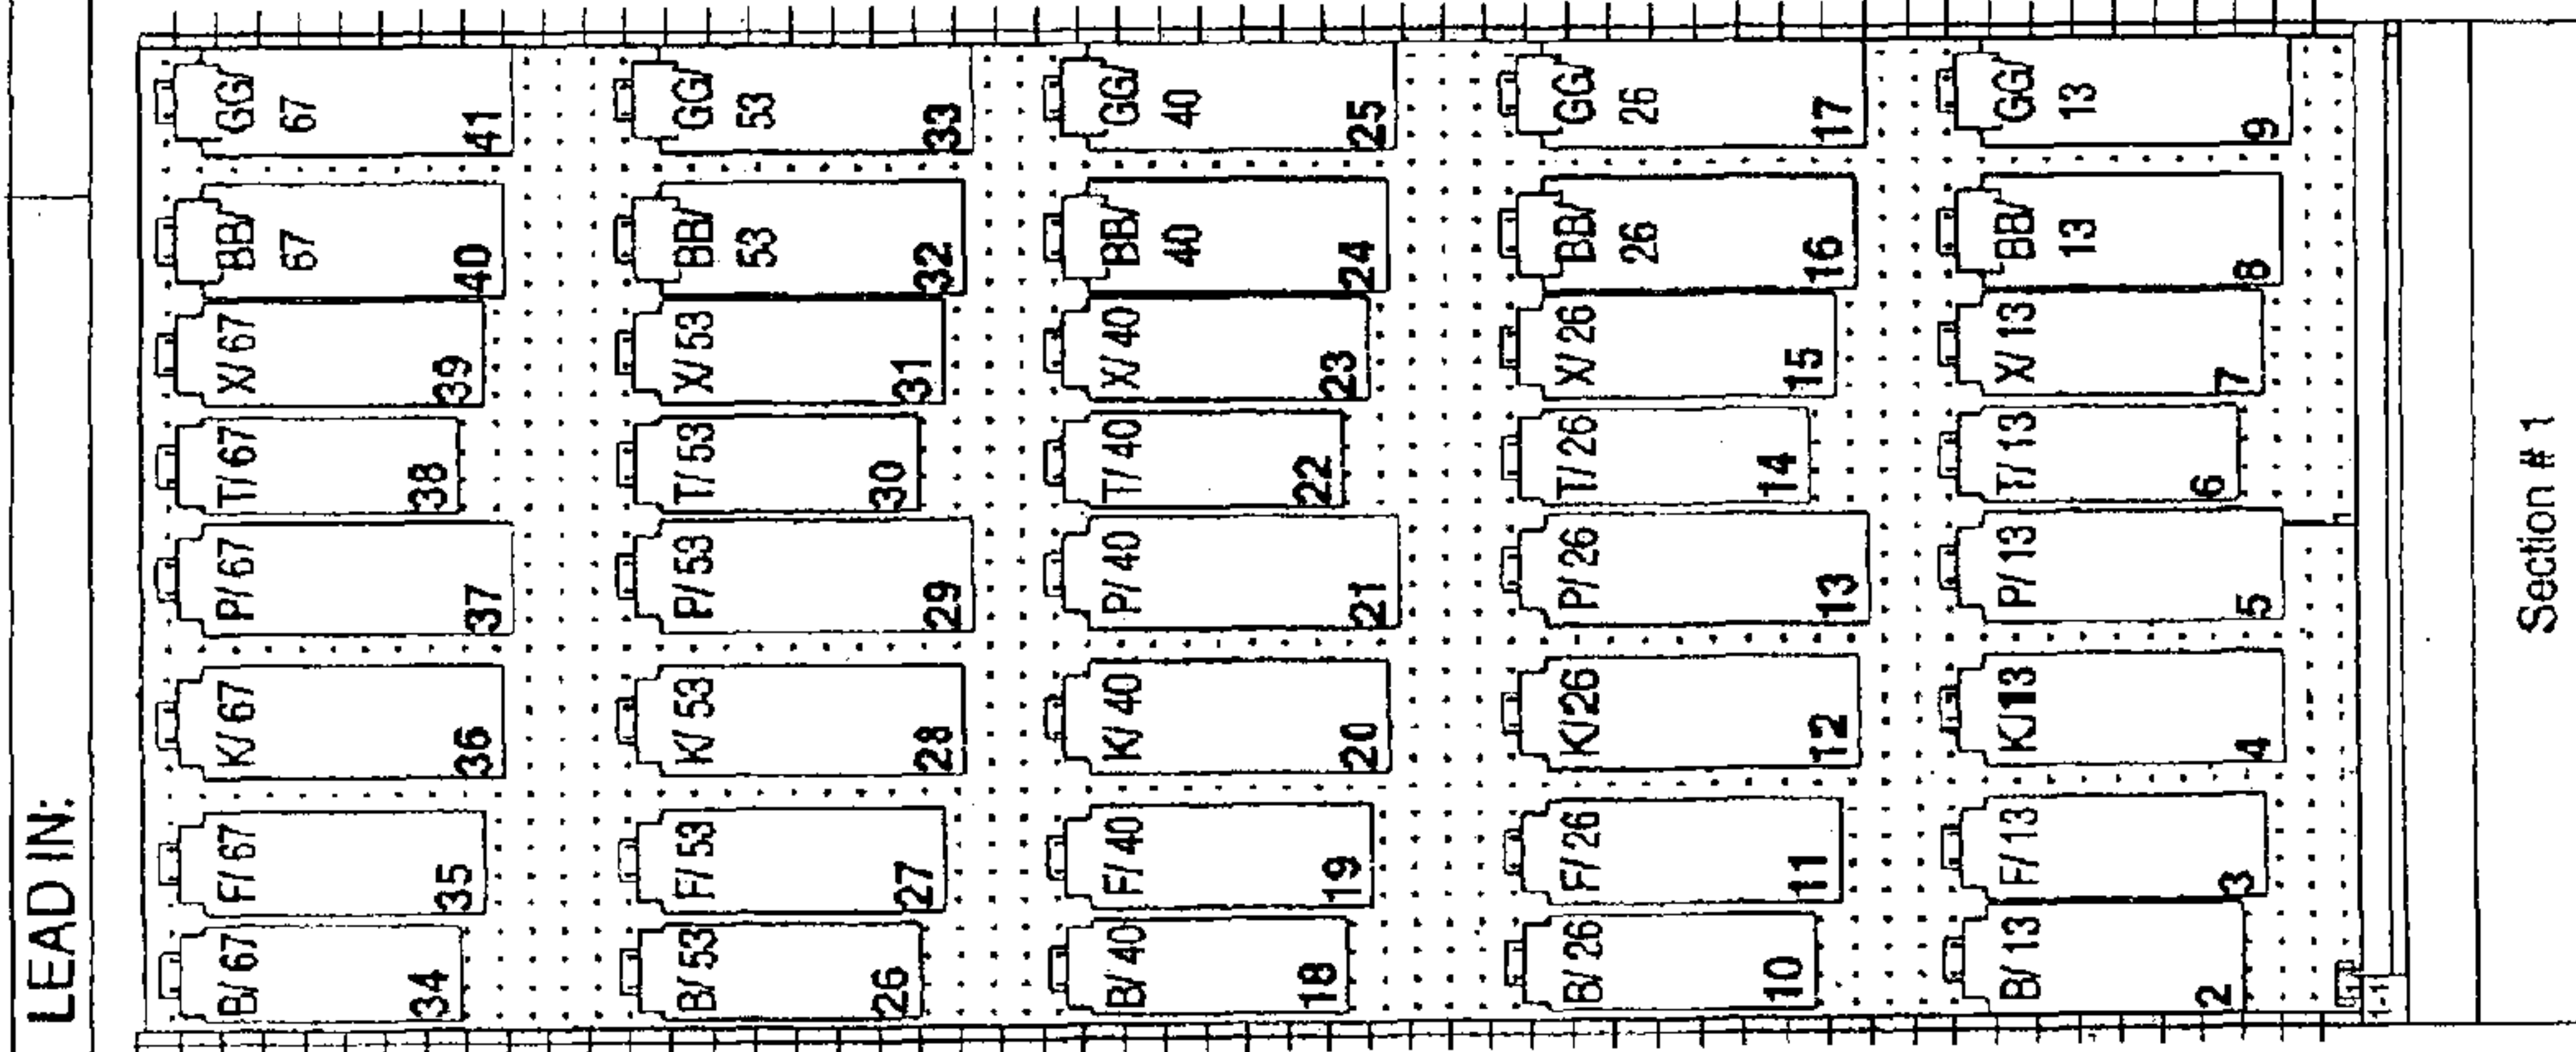 LEAD IN:
B/ 67
34
F/ 67
35
K/ 67
36
P/ 67
37
T/ 67
38
X/ 67
39
BB/
67
40
GG/
67
41
B/ 53
26
F/ 53
27
K/ 53
28
P/ 53
29
T/ 53
30
X/ 53
31
BB/
53
32
GG/
53
33
B/ 40
18
F/ 40
19
K/ 40
20
P/ 40
21
T/ 40
22
X/ 40
23
BB/
40
24
GG/
40
25
B/ 26
10
F/ 26
11
K/26
12
P/ 26
13
T/ 26
14
X/ 26
15
BB/
26
16
GG/
26
17
B/ 13
2
F/ 13
3
K/13
4
P/ 13
5
T/ 13
6
X/ 13
7
BB/
13
8
GG/
13
9
1-1
Section # 1